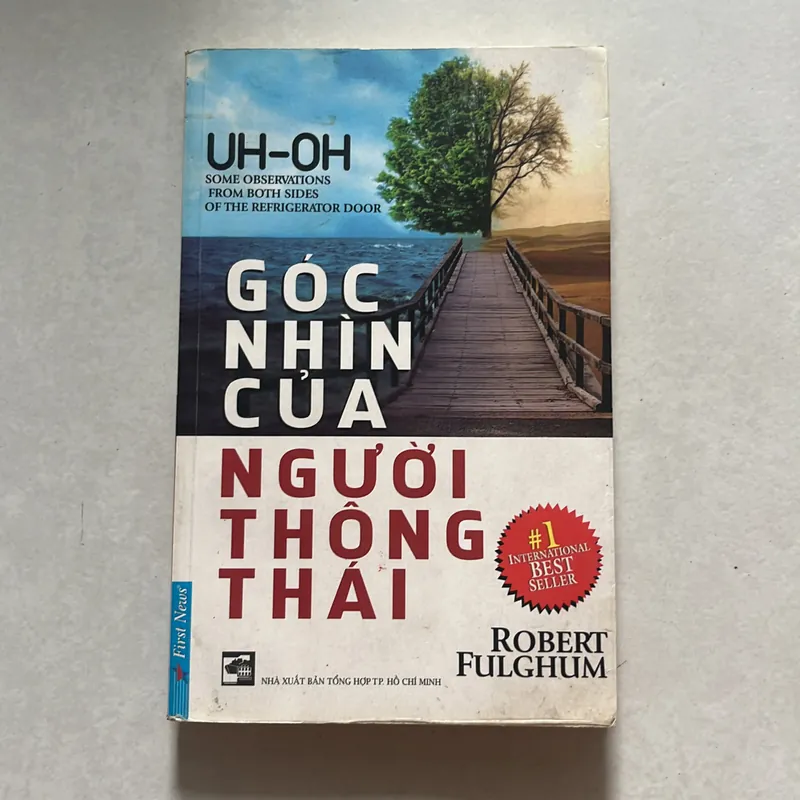 UH-OH
SOME OBSERVATIONS
FROM BOTH SIDES
OF THE REFRIGERATOR DOOR
GÓC
NHÌN
CỦA
NGƯỜI
THÔNG
THÁI
#1
INTERNATIONAL
BEST
SELLER
ROBERT
FULGHUM
First News
NHÀ XUẤT BẢN TỔNG HỢP TP. HỒ CHÍ MINH